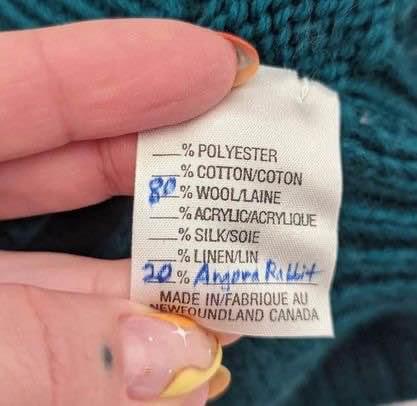 ___% POLYESTER
___% COTTON/COTON
80% WOOL/LAINE
___% ACRYLIC/ACRYLIQUE
___% SILK/SOIE
___% LINEN/LIN
20% Angora Rabbit
MADE IN/FABRIQUE AU
NEWFOUNDLAND CANADA